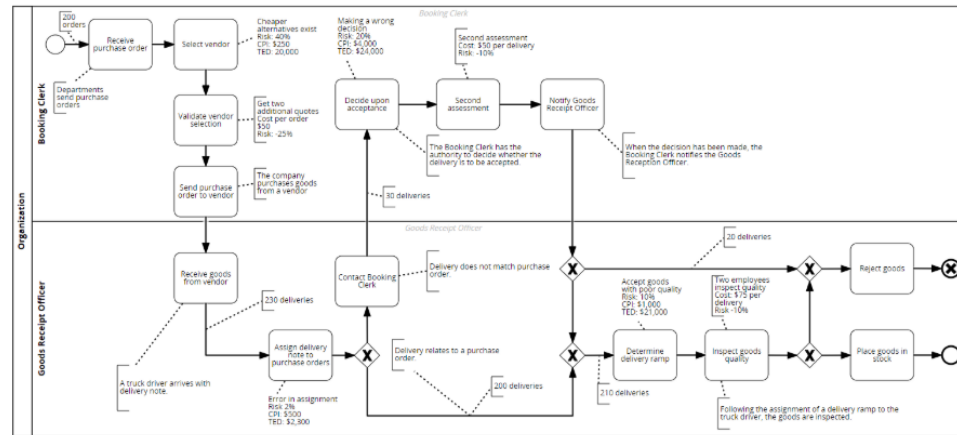 Organization
Booking Clerk
Goods Receipt Officer
Booking Clerk
200
orders
Receive
purchase order
Departments
send purchase
orders
Select vendor
Cheaper
alternatives exist
Risk: 40%
CPI: $250
TED: 20,000
Validate vendor
selection
Get two
additional quotes
Cost per order
$50
Risk: -25%
Send purchase
order to vendor
The company
purchases goods
from a vendor
Making a wrong
decision
Risk: 20%
CPI: $4,000
TED: $24,000
Decide upon
acceptance
The Booking Clerk has the
authority to decide whether the
delivery is to be accepted.
30 deliveries
Second assessment
Cost: $50 per delivery
Risk: -10%
Second
assessment
Notify Goods
Receipt Officer
When the decision has been made, the
Booking Clerk notifies the Goods
Reception Officer.
Goods Receipt Officer
Receive goods
from vendor
230 deliveries
A truck driver arrives with
delivery note.
Assign delivery
note to
purchase orders
Error in assignment
Risk 2%
CPI: $500
TED: $2,300
Contact Booking
Clerk
Delivery does not match purchase
order.
Delivery relates to a purchase
order.
200 deliveries
20 deliveries
210 deliveries
Accept goods
with poor quality
Risk: 10%
CPI: $1,000
TED: $21,000
Determine
delivery ramp
Two employees
inspect quality
Cost: $75 per
delivery
Risk -10%
Inspect goods
quality
Following the assignment of a delivery ramp to the
truck driver, the goods are inspected.
Reject goods
Place goods in
stock